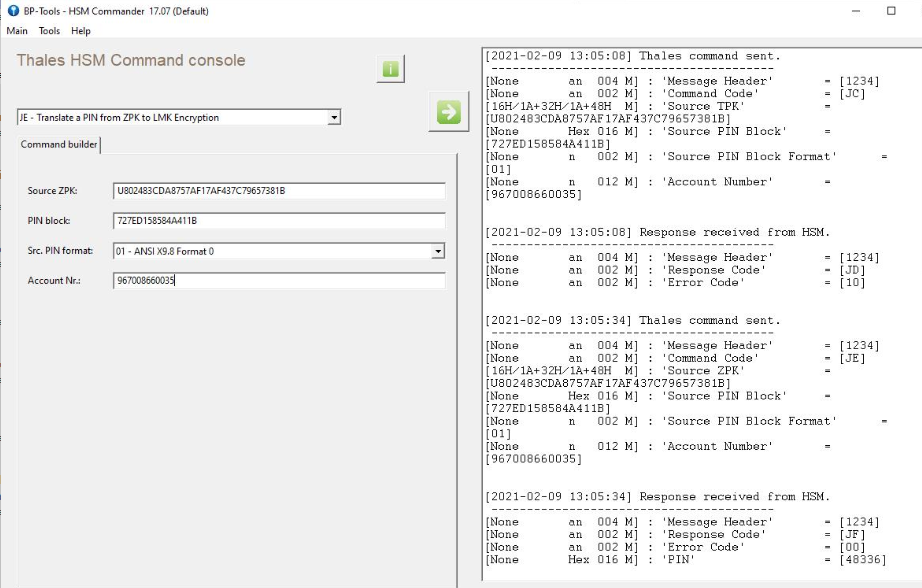 BP-Tools - HSM Commander 17.07 (Default)
Main Tools Help
Thales HSM Command console
JE - Translate a PIN from ZPK to LMK Encryption
Command builder
Source ZPK: U802483CDA8757AF17AF437C79657381B
PIN block: 727ED158584A411B
Src. PIN format: 01 - ANSI X9.8 Format 0
Account Nr.: 967008660035
[2021-02-09 13:05:08] Thales command sent.
----------------------------------------
[None an 004 M] : 'Message Header' = [1234]
[None an 002 M] : 'Command Code' = [JC]
[16H/1A+32H/1A+48H M] : 'Source TPK' =
[U802483CDA8757AF17AF437C79657381B]
[None Hex 016 M] : 'Source PIN Block' =
[727ED158584A411B]
[None n 002 M] : 'Source PIN Block Format' =
[01]
[None n 012 M] : 'Account Number' =
[967008660035]
[2021-02-09 13:05:08] Response received from HSM.
----------------------------------------
[None an 004 M] : 'Message Header' = [1234]
[None an 002 M] : 'Response Code' = [JD]
[None an 002 M] : 'Error Code' = [10]
[2021-02-09 13:05:34] Thales command sent.
----------------------------------------
[None an 004 M] : 'Message Header' = [1234]
[None an 002 M] : 'Command Code' = [JE]
[16H/1A+32H/1A+48H M] : 'Source ZPK' =
[U802483CDA8757AF17AF437C79657381B]
[None Hex 016 M] : 'Source PIN Block' =
[727ED158584A411B]
[None n 002 M] : 'Source PIN Block Format' =
[01]
[None n 012 M] : 'Account Number' =
[967008660035]
[2021-02-09 13:05:34] Response received from HSM.
----------------------------------------
[None an 004 M] : 'Message Header' = [1234]
[None an 002 M] : 'Response Code' = [JF]
[None an 002 M] : 'Error Code' = [00]
[None Hex 016 M] : 'PIN' = [48336]